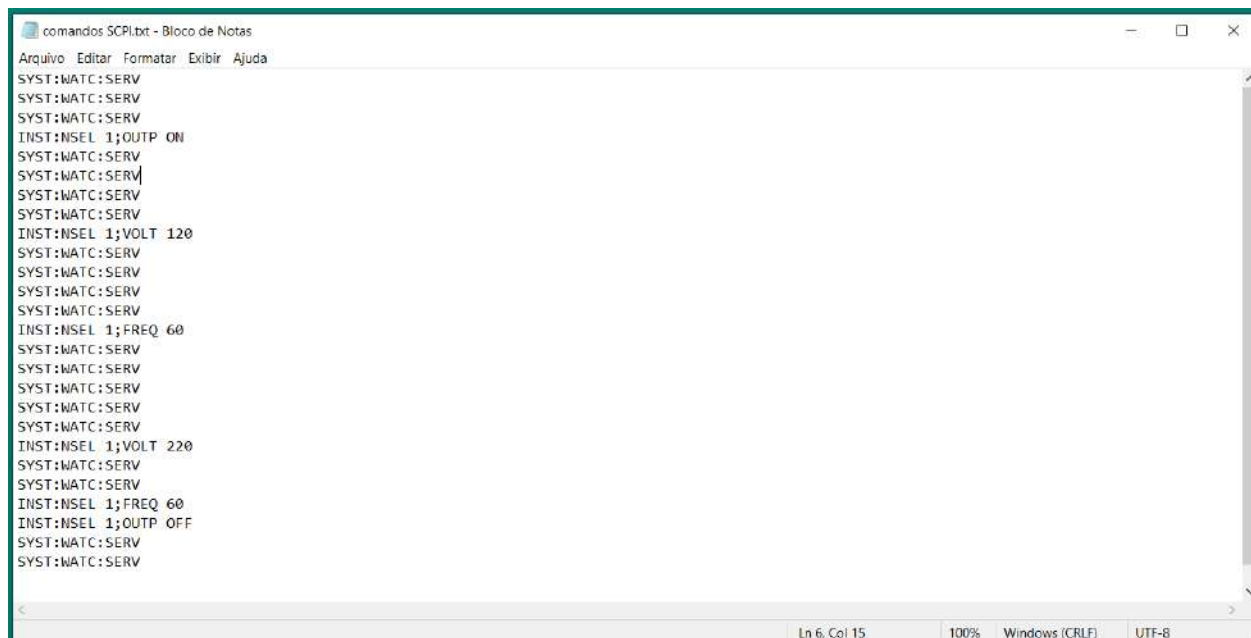 comandos SCPI.txt - Bloco de Notas
Arquivo Editar Formatar Exibir Ajuda
SYST:WATC:SERV
SYST:WATC:SERV
SYST:WATC:SERV
INST:NSEL 1;OUTP ON
SYST:WATC:SERV
SYST:WATC:SERV
SYST:WATC:SERV
SYST:WATC:SERV
INST:NSEL 1;VOLT 120
SYST:WATC:SERV
SYST:WATC:SERV
SYST:WATC:SERV
SYST:WATC:SERV
INST:NSEL 1;FREQ 60
SYST:WATC:SERV
SYST:WATC:SERV
SYST:WATC:SERV
SYST:WATC:SERV
SYST:WATC:SERV
INST:NSEL 1;VOLT 220
SYST:WATC:SERV
SYST:WATC:SERV
INST:NSEL 1;FREQ 60
INST:NSEL 1;OUTP OFF
SYST:WATC:SERV
SYST:WATC:SERV
Ln 6, Col 15 100% Windows (CRLF) UTF-8